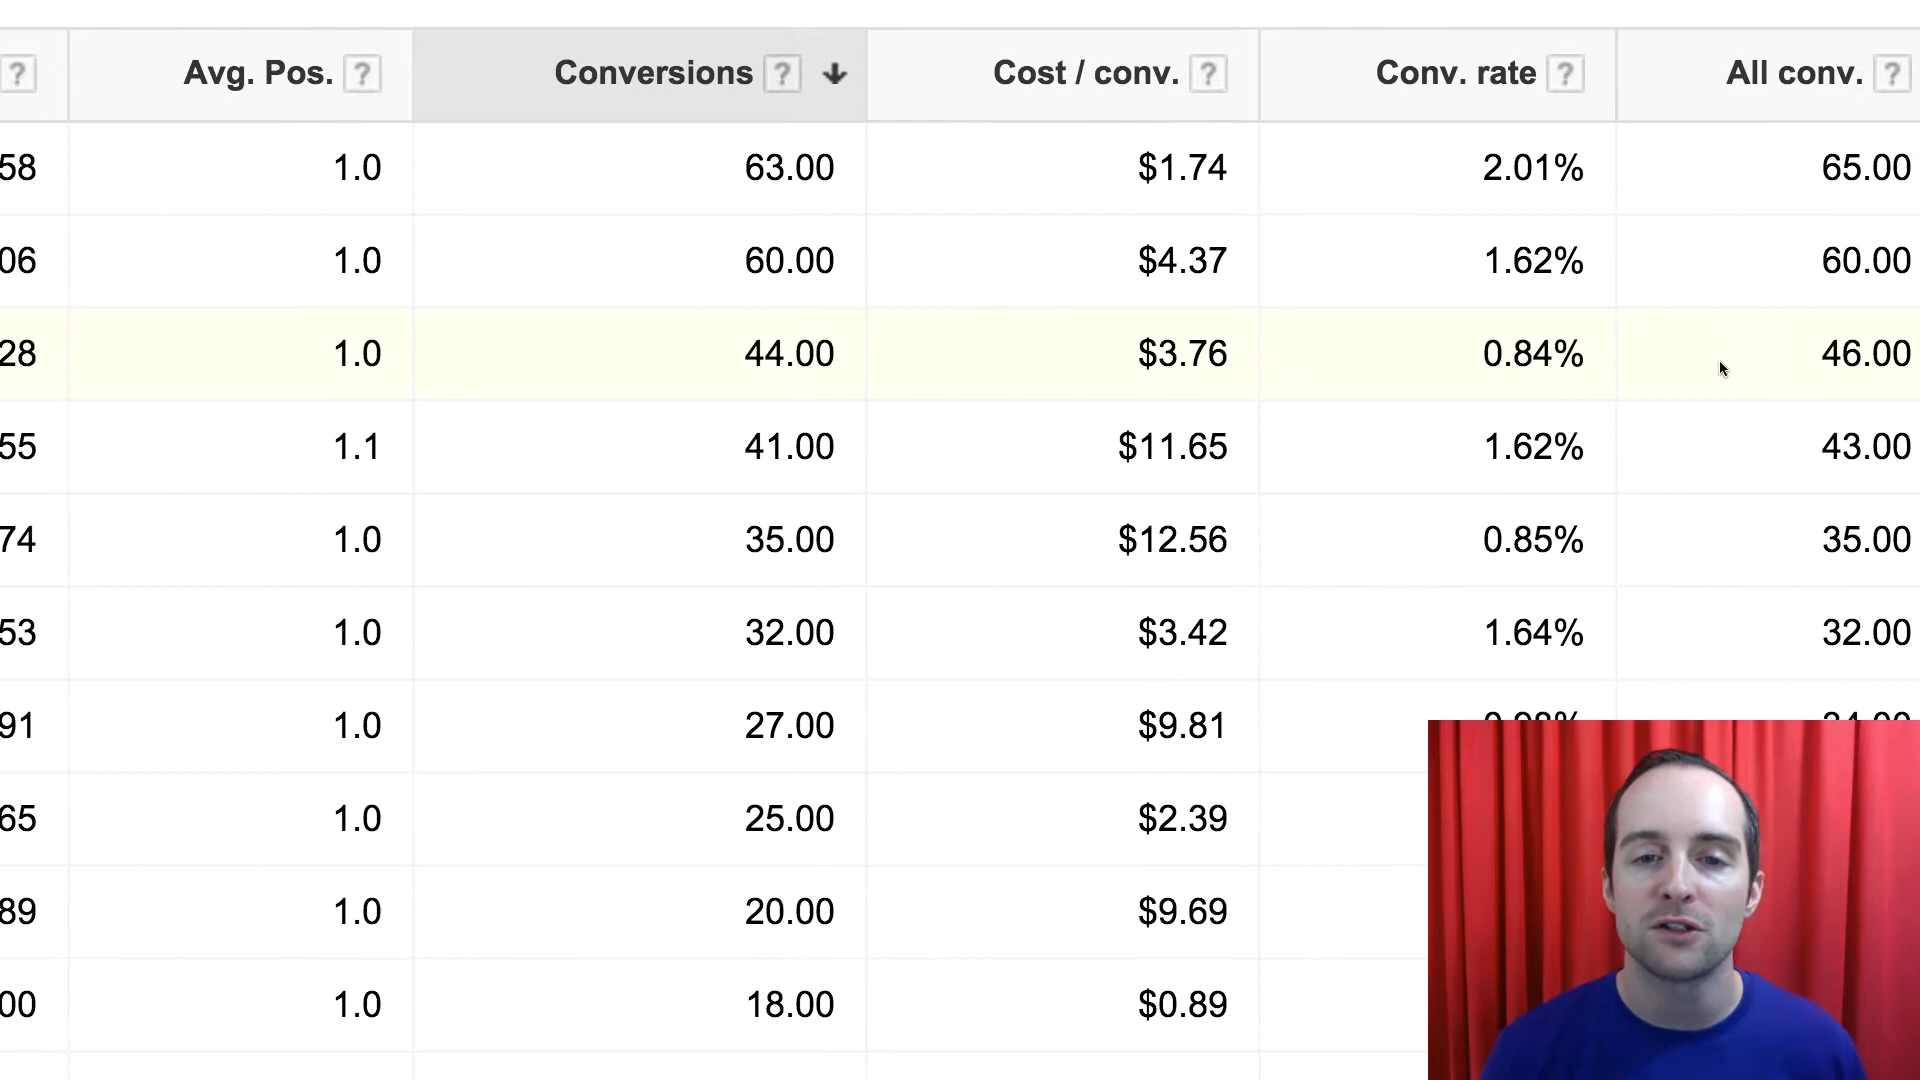 ? Avg. Pos. ? Conversions ? Cost / conv. ? Conv. rate ? All conv. ?
58 1.0 63.00 $1.74 2.01% 65.00
06 1.0 60.00 $4.37 1.62% 60.00
28 1.0 44.00 $3.76 0.84% 46.00
55 1.1 41.00 $11.65 1.62% 43.00
74 1.0 35.00 $12.56 0.85% 35.00
53 1.0 32.00 $3.42 1.64% 32.00
91 1.0 27.00 $9.81
65 1.0 25.00 $2.39
89 1.0 20.00 $9.69
00 1.0 18.00 $0.89